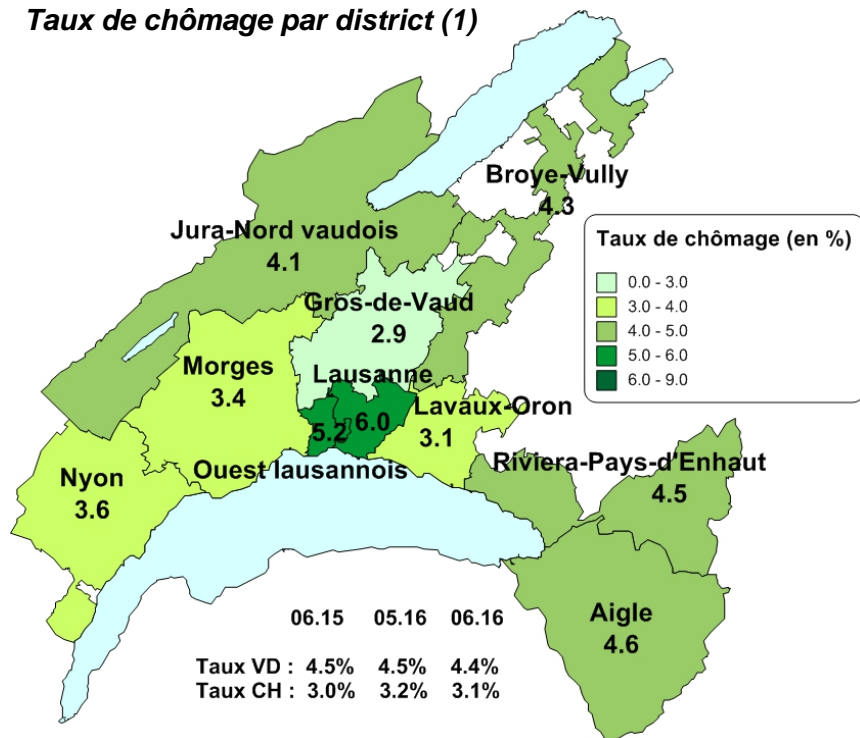 Taux de chômage par district (1)
Broye-Vully
4.3
Jura-Nord vaudois
4.1
Taux de chômage (en %)
0.0 - 3.0
3.0 - 4.0
4.0 - 5.0
5.0 - 6.0
6.0 - 9.0
Gros-de-Vaud
2.9
Morges
3.4
Lausanne
6.0
5.2
Lavaux-Oron
3.1
Ouest lausannois
Riviera-Pays-d'Enhaut
4.5
Nyon
3.6
Aigle
4.6
06.15 05.16 06.16
Taux VD : 4.5% 4.5% 4.4%
Taux CH : 3.0% 3.2% 3.1%